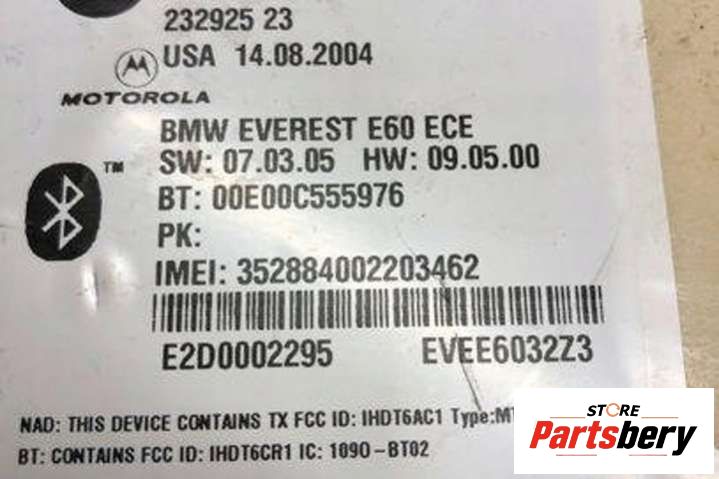 232925 23
USA 14.08.2004
MOTOROLA
BMW EVEREST E60 ECE
TM
SW: 07.03.05 HW: 09.05.00
BT: 00E00C555976
PK:
IMEI: 352884002203462
E2D0002295 EVEE6032Z3
NAD: THIS DEVICE CONTAINS TX FCC ID: IHDT6AC1 Type:
BT: CONTAINS FCC ID: IHDT6CR1 IC: 1090-BT02
STORE
Partsbery